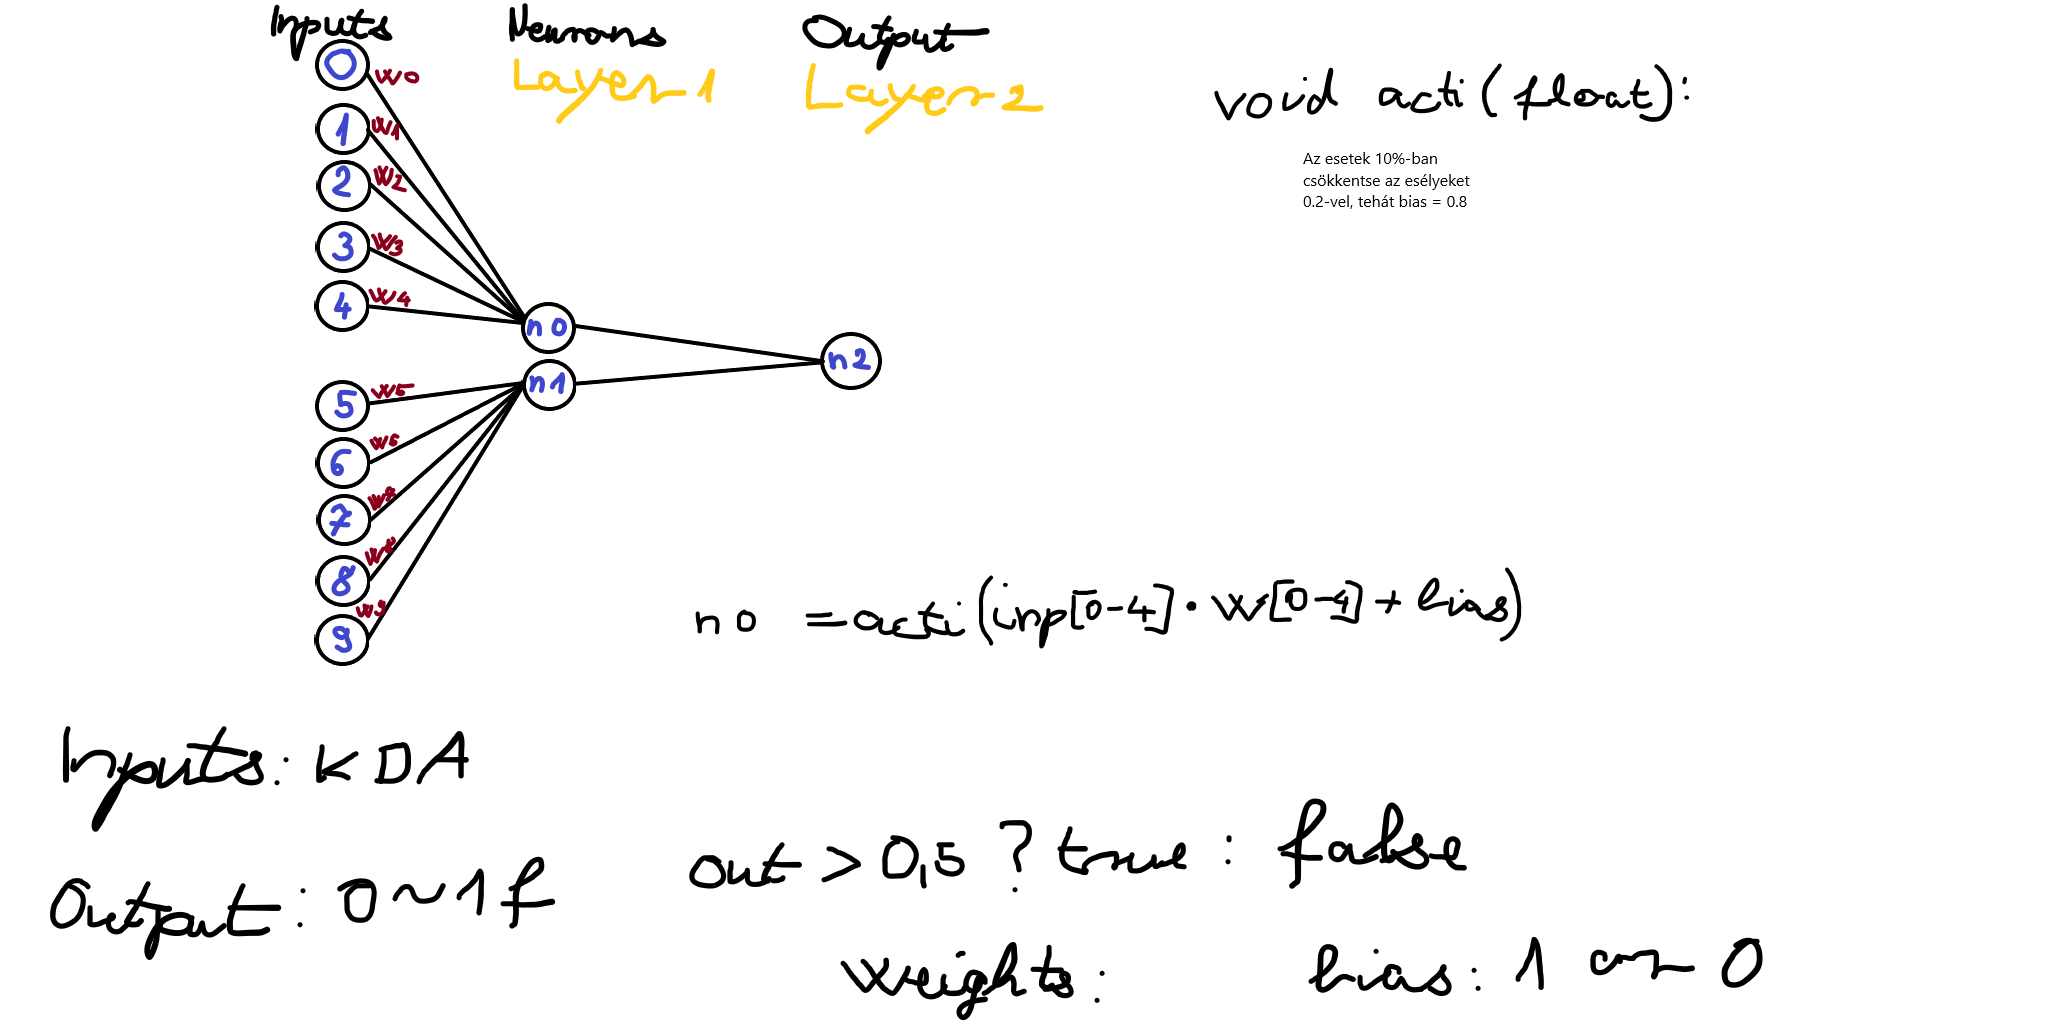 Inputs
Neurons
Output
Layer 1
Layer 2
0
w0
1
w1
2
w2
3
w3
4
w4
n0
n1
n2
5
w5
6
w6
7
w7
8
w8
9
w9
void acti(float):
Az esetek 10%-ban
csökkentse az esélyeket
0.2-vel, tehát bias = 0.8
n0 = acti(inp[0-4] • w[0-4] + bias)
Inputs: KDA
Output: 0~1f
out > 0,5 ? true : false
weights:
bias: 1 or 0